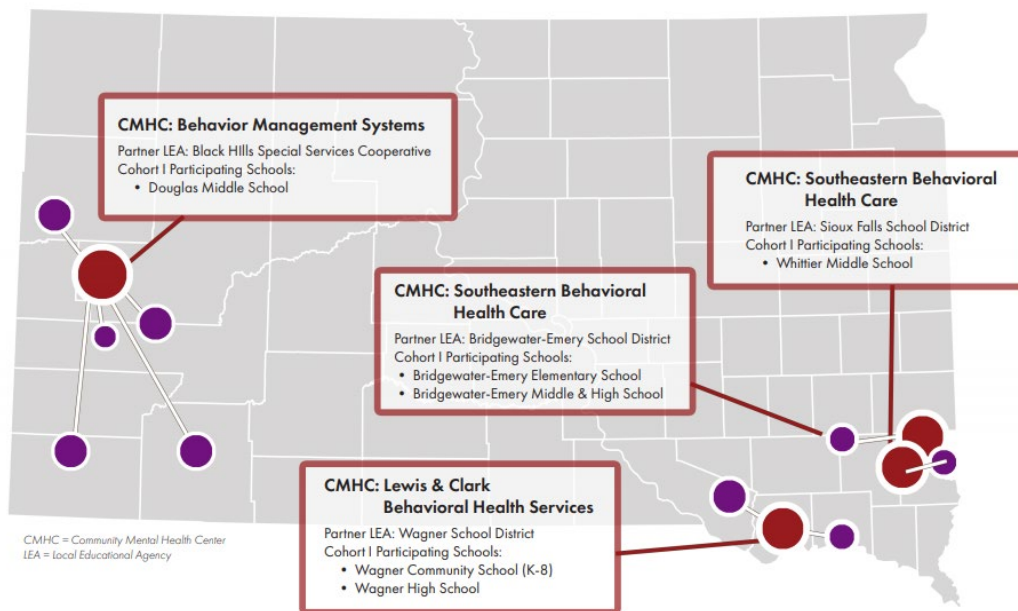 CMHC: Behavior Management Systems
Partner LEA: Black HIlls Special Services Cooperative
Cohort I Participating Schools:
• Douglas Middle School
CMHC: Southeastern Behavioral
Health Care
Partner LEA: Sioux Falls School District
Cohort I Participating Schools:
• Whittier Middle School
CMHC: Southeastern Behavioral
Health Care
Partner LEA: Bridgewater-Emery School District
Cohort I Participating Schools:
• Bridgewater-Emery Elementary School
• Bridgewater-Emery Middle & High School
CMHC: Lewis & Clark
Behavioral Health Services
Partner LEA: Wagner School District
Cohort I Participating Schools:
• Wagner Community School (K-8)
• Wagner High School
CMHC = Community Mental Health Center
LEA = Local Educational Agency